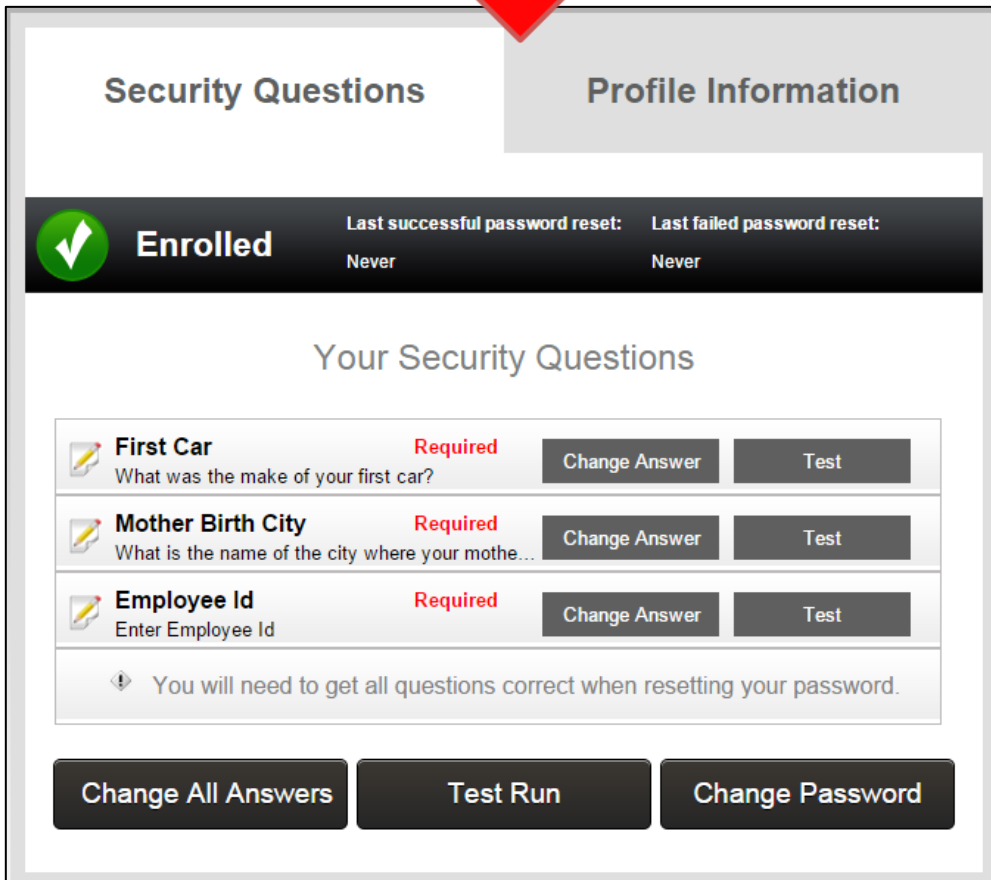 Security Questions
Profile Information
Enrolled
Last successful password reset:
Last failed password reset:
Never
Never
Your Security Questions
First Car
Required
What was the make of your first car?
Change Answer
Test
Mother Birth City
Required
What is the name of the city where your mothe...
Change Answer
Test
Employee Id
Required
Enter Employee Id
Change Answer
Test
You will need to get all questions correct when resetting your password.
Change All Answers
Test Run
Change Password